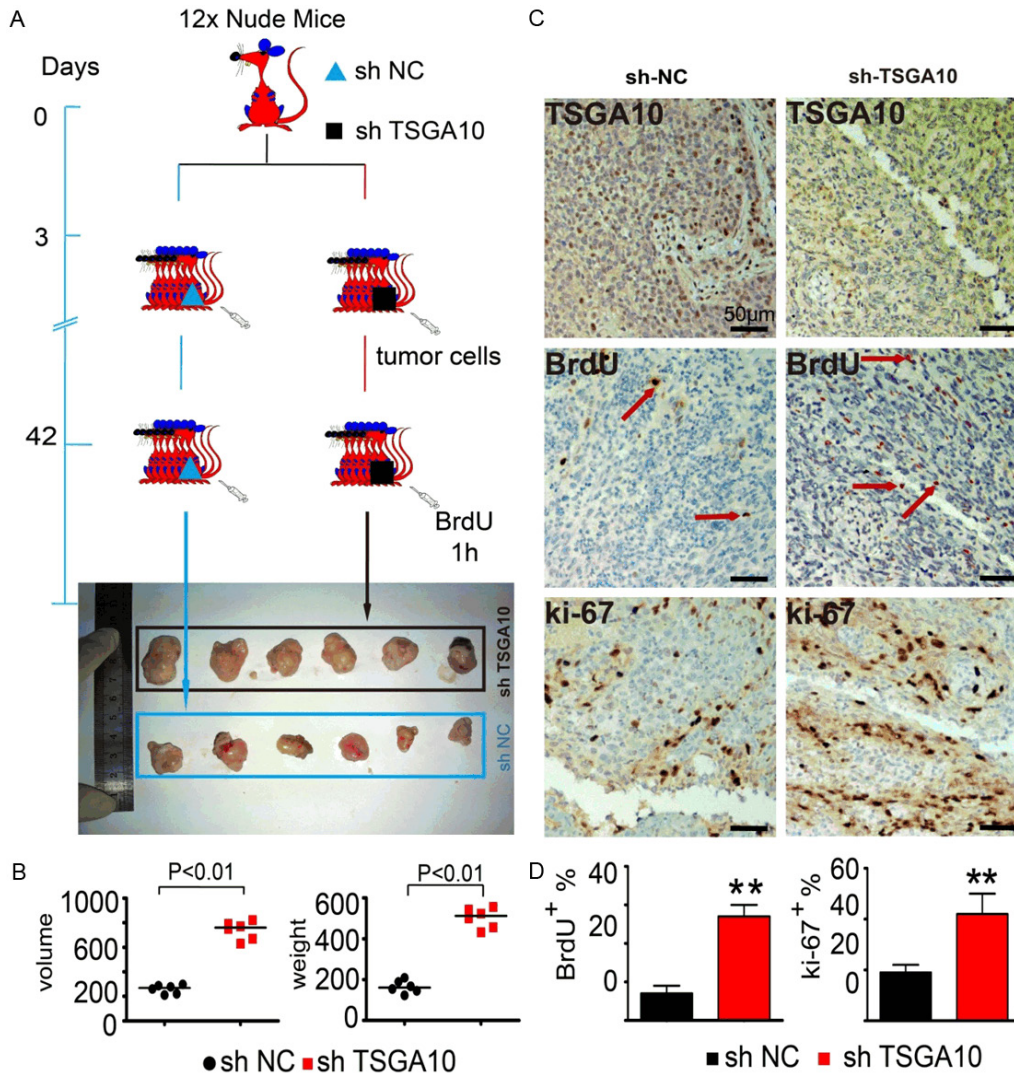 A
12x Nude Mice
Days
sh NC
sh TSGA10
0
3
tumor cells
42
BrdU
1h
sh TSGA10
sh NC
B
P<0.01
volume
1000
800
600
400
200
0
P<0.01
weight
600
400
200
0
sh NC sh TSGA10
C
sh-NC sh-TSGA10
TSGA10 TSGA10
50μm
BrdU BrdU
ki-67 ki-67
D
BrdU+ %
40
20
0
**
ki-67+ %
60
40
20
0
**
sh NC sh TSGA10